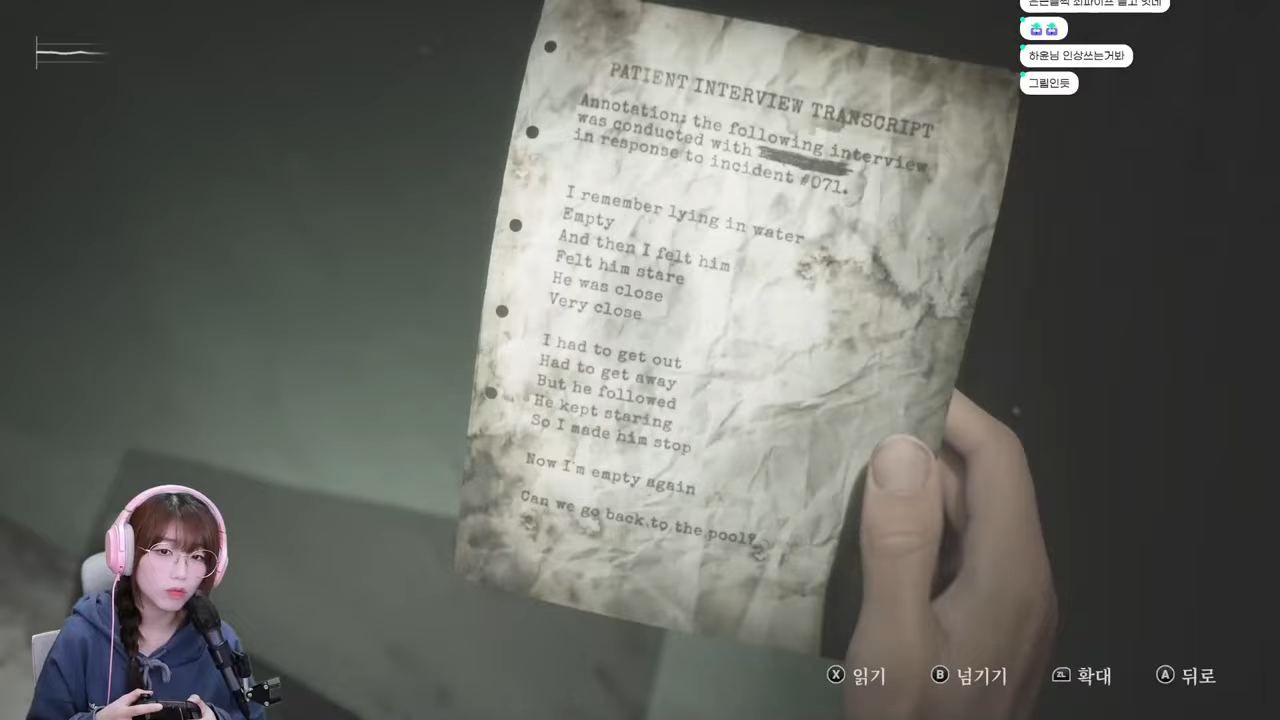 하윤님 인상쓰는거봐
그림인듯
PATIENT INTERVIEW TRANSCRIPT
Annotation: the following interview
was conducted with
in response to incident #071.
I remember lying in water
Empty
And then I felt him
Felt him stare
He was close
Very close
I had to get out
Had to get away
But he followed
He kept staring
So I made him stop
Now I'm empty again
Can we go back to the pool?
X 읽기
B 넘기기
ZL 확대
A 뒤로